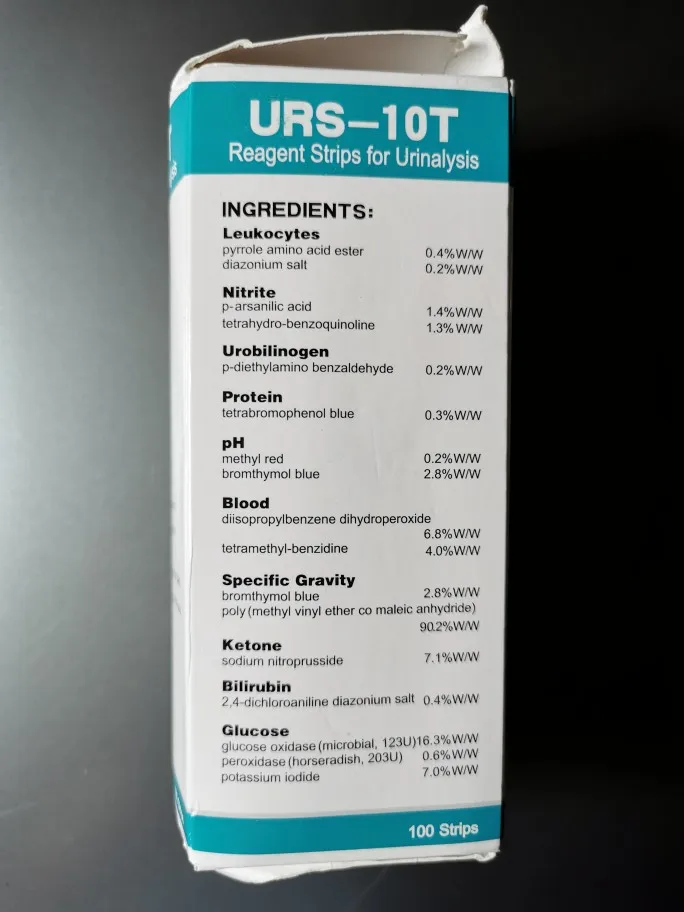 URS-10T
Reagent Strips for Urinalysis
INGREDIENTS:
Leukocytes
pyrrole amino acid ester 0.4%W/W
diazonium salt 0.2%W/W
Nitrite
p-arsanilic acid 1.4%W/W
tetrahydro-benzoquinoline 1.3% W/W
Urobilinogen
p-diethylamino benzaldehyde 0.2%W/W
Protein
tetrabromophenol blue 0.3%W/W
pH
methyl red 0.2%W/W
bromthymol blue 2.8%W/W
Blood
diisopropylbenzene dihydroperoxide
6.8%W/W
tetramethyl-benzidine 4.0%W/W
Specific Gravity
bromthymol blue 2.8%W/W
poly (methyl vinyl ether co maleic anhydride)
90.2%W/W
Ketone
sodium nitroprusside 7.1%W/W
Bilirubin
2,4-dichloroaniline diazonium salt 0.4%W/W
Glucose
glucose oxidase (microbial, 123U) 16.3%W/W
peroxidase (horseradish, 203U) 0.6%W/W
potassium iodide 7.0%W/W
100 Strips